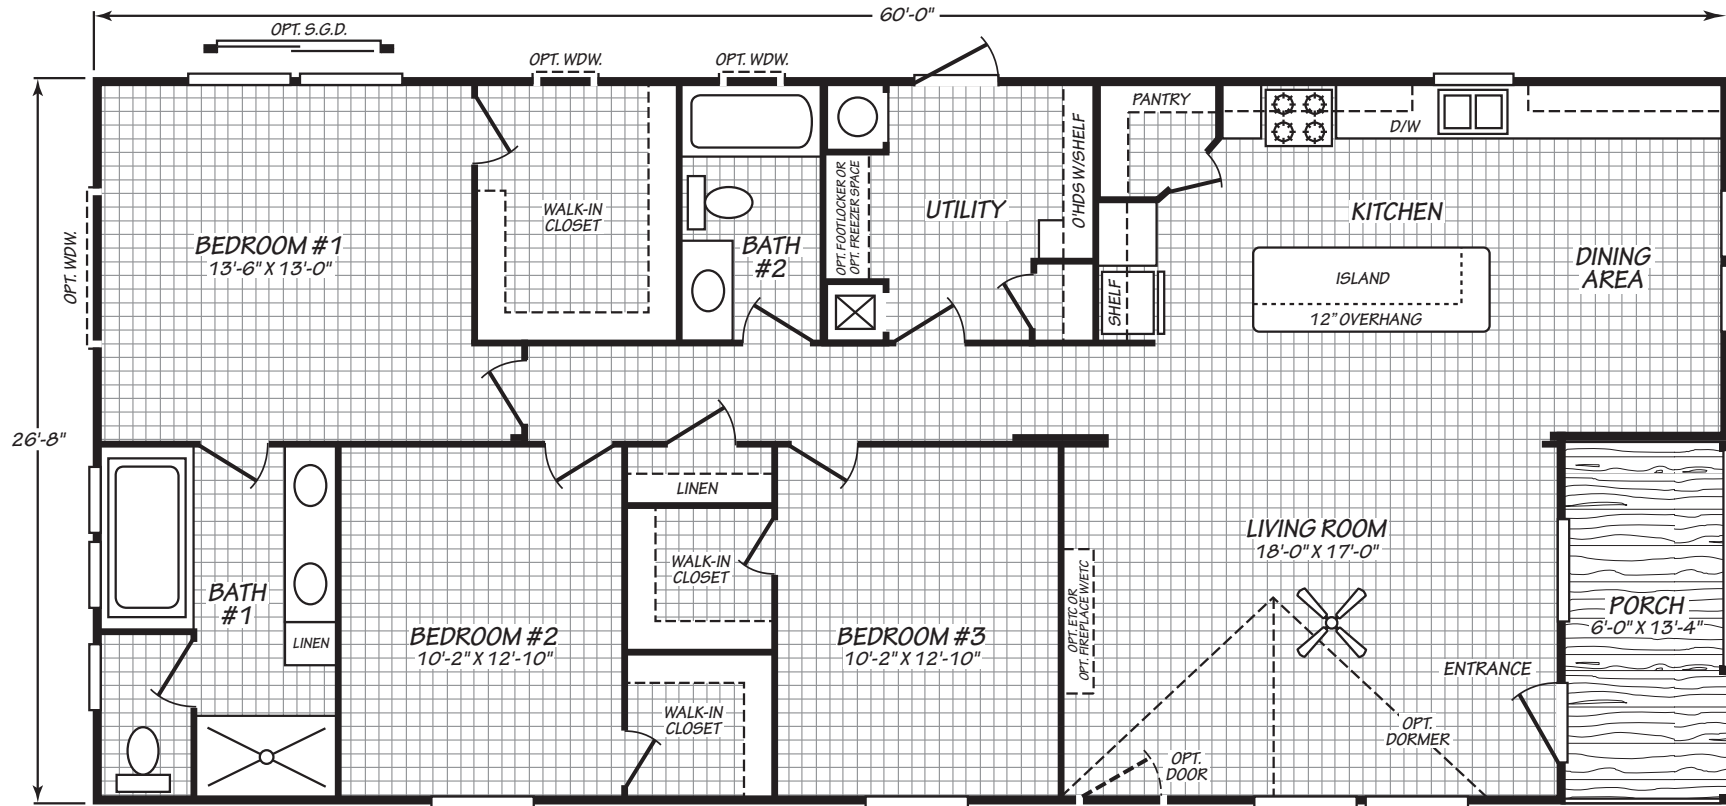 60'-0"
OPT. S.G.D.
OPT. WDW.
OPT. WDW.
PANTRY
D/W
O'HDS W/SHELF
OPT. FOOTLOCKER OR
OPT. FREEZER SPACE
WALK-IN
CLOSET
UTILITY
KITCHEN
OPT. WDW.
BEDROOM #1
13'-6" X 13'-0"
BATH
#2
DINING
AREA
SHELF
ISLAND
12" OVERHANG
26'-8"
LINEN
WALK-IN
CLOSET
LIVING ROOM
18'-0" X 17'-0"
BATH
#1
LINEN
BEDROOM #2
10'-2" X 12'-10"
BEDROOM #3
10'-2" X 12'-10"
OPT. ETC OR
OPT. FIREPLACE W/ETC
PORCH
6'-0" X 13'-4"
ENTRANCE
WALK-IN
CLOSET
OPT.
DORMER
OPT.
DOOR